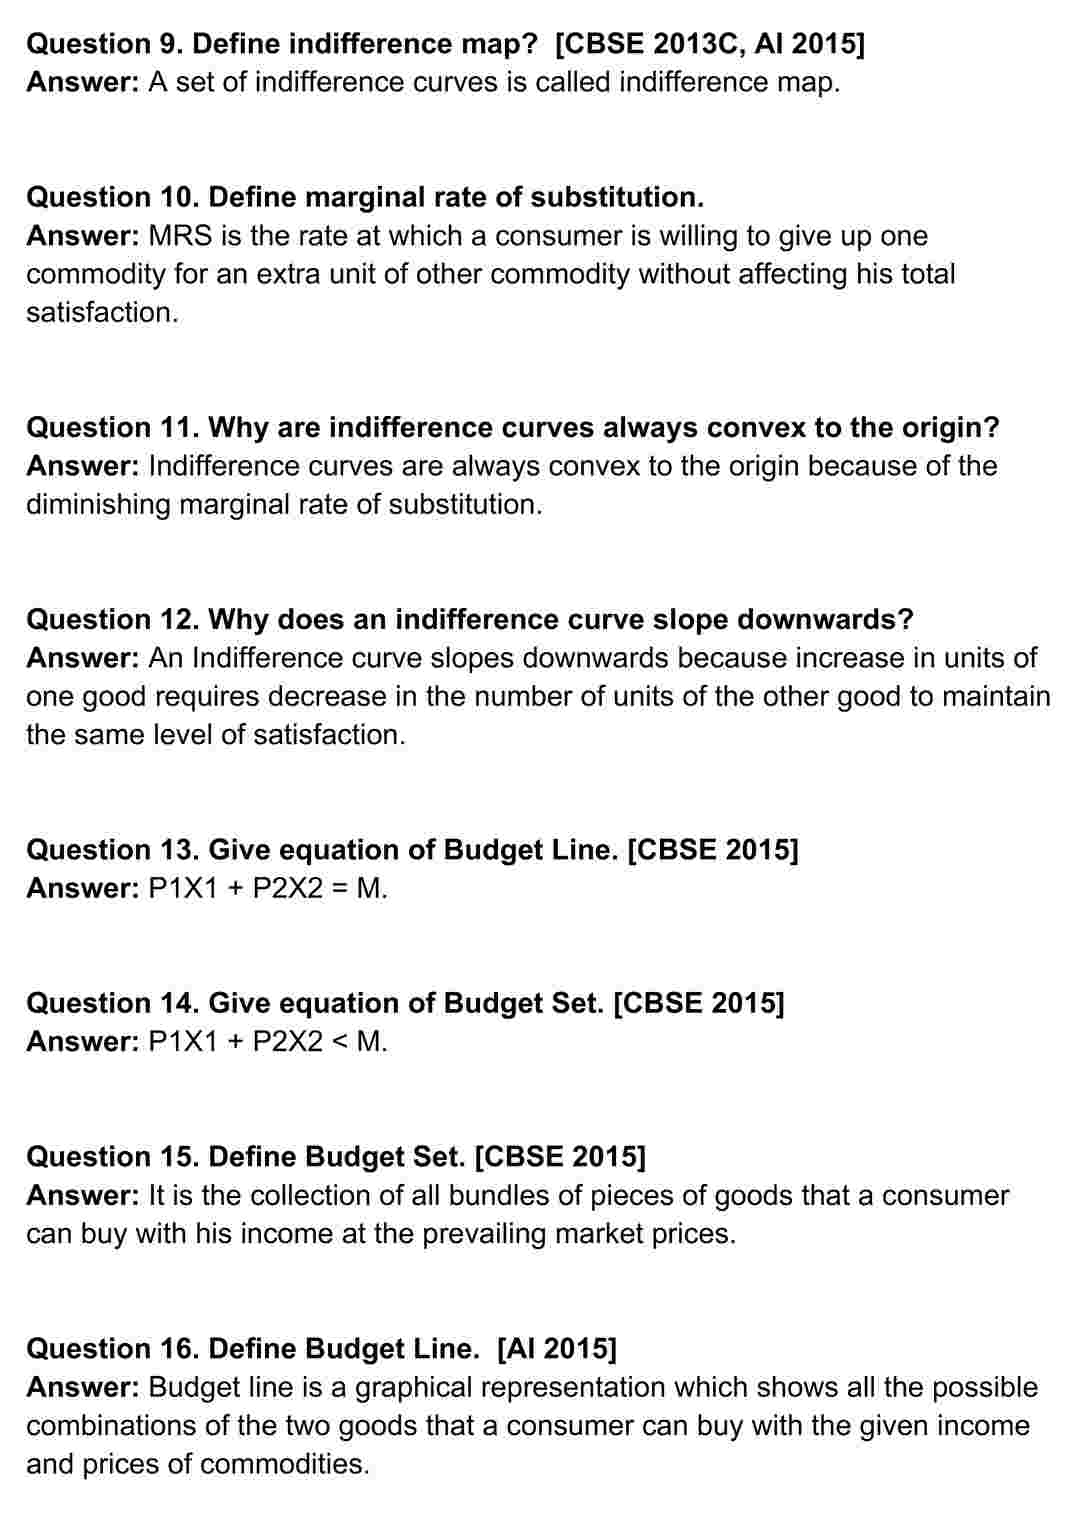 Question 9. Define indifference map?  [CBSE 2013C, AI 2015]
Answer: A set of indifference curves is called indifference map.
Question 10. Define marginal rate of substitution.
Answer: MRS is the rate at which a consumer is willing to give up one
commodity for an extra unit of other commodity without affecting his total
satisfaction.
Question 11. Why are indifference curves always convex to the origin?
Answer: Indifference curves are always convex to the origin because of the
diminishing marginal rate of substitution.
Question 12. Why does an indifference curve slope downwards?
Answer: An Indifference curve slopes downwards because increase in units of
one good requires decrease in the number of units of the other good to maintain
the same level of satisfaction.
Question 13. Give equation of Budget Line. [CBSE 2015]
Answer: P1X1 + P2X2 = M.
Question 14. Give equation of Budget Set. [CBSE 2015]
Answer: P1X1 + P2X2 < M.
Question 15. Define Budget Set. [CBSE 2015]
Answer: It is the collection of all bundles of pieces of goods that a consumer
can buy with his income at the prevailing market prices.
Question 16. Define Budget Line.  [AI 2015]
Answer: Budget line is a graphical representation which shows all the possible
combinations of the two goods that a consumer can buy with the given income
and prices of commodities.